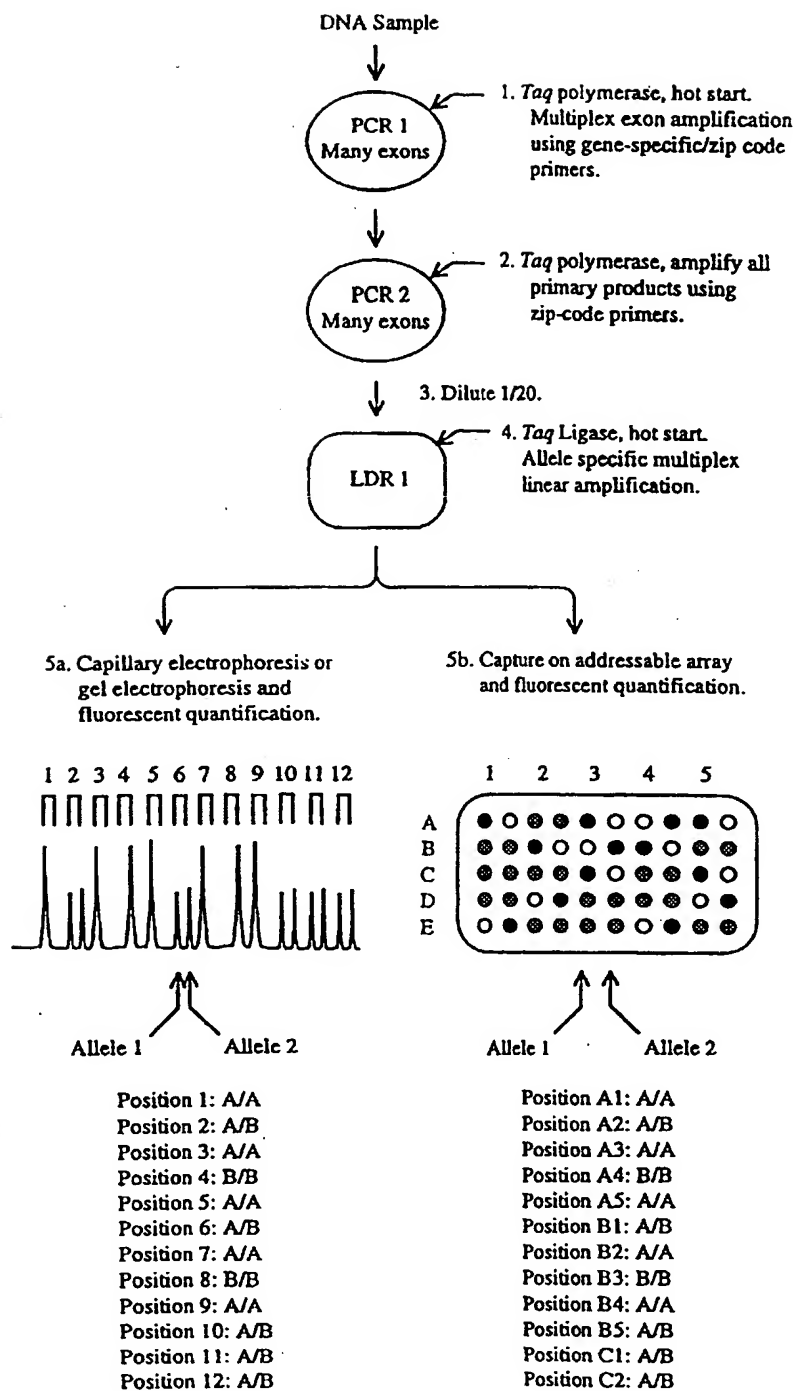 DNA Sample
PCR 1
Many exons
1. Taq polymerase, hot start.
Multiplex exon amplification
using gene-specific/zip code
primers.
PCR 2
Many exons
2. Taq polymerase, amplify all
primary products using
zip-code primers.
3. Dilute 1/20.
LDR 1
4. Taq Ligase, hot start.
Allele specific multiplex
linear amplification.
5a. Capillary electrophoresis or
gel electrophoresis and
fluorescent quantification.
5b. Capture on addressable array
and fluorescent quantification.
1 2 3 4 5 6 7 8 9 10 11 12
1 2 3 4 5
A
B
C
D
E
Allele 1 Allele 2
Allele 1 Allele 2
Position 1: A/A
Position 2: A/B
Position 3: A/A
Position 4: B/B
Position 5: A/A
Position 6: A/B
Position 7: A/A
Position 8: B/B
Position 9: A/A
Position 10: A/B
Position 11: A/B
Position 12: A/B
Position A1: A/A
Position A2: A/B
Position A3: A/A
Position A4: B/B
Position A5: A/A
Position B1: A/B
Position B2: A/A
Position B3: B/B
Position B4: A/A
Position B5: A/B
Position C1: A/B
Position C2: A/B